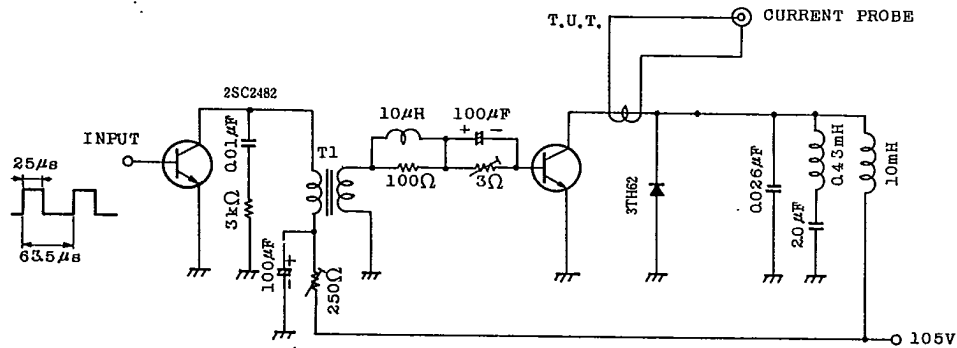 T.U.T.
CURRENT PROBE
2SC2482
10μH
100μF
+ −
INPUT
0.01μF
T1
25μs
100Ω
3Ω
3kΩ
3TH62
0.026μF
0.43mH
10mH
2.0μF
63.5μs
100μF
+
−
250Ω
105V